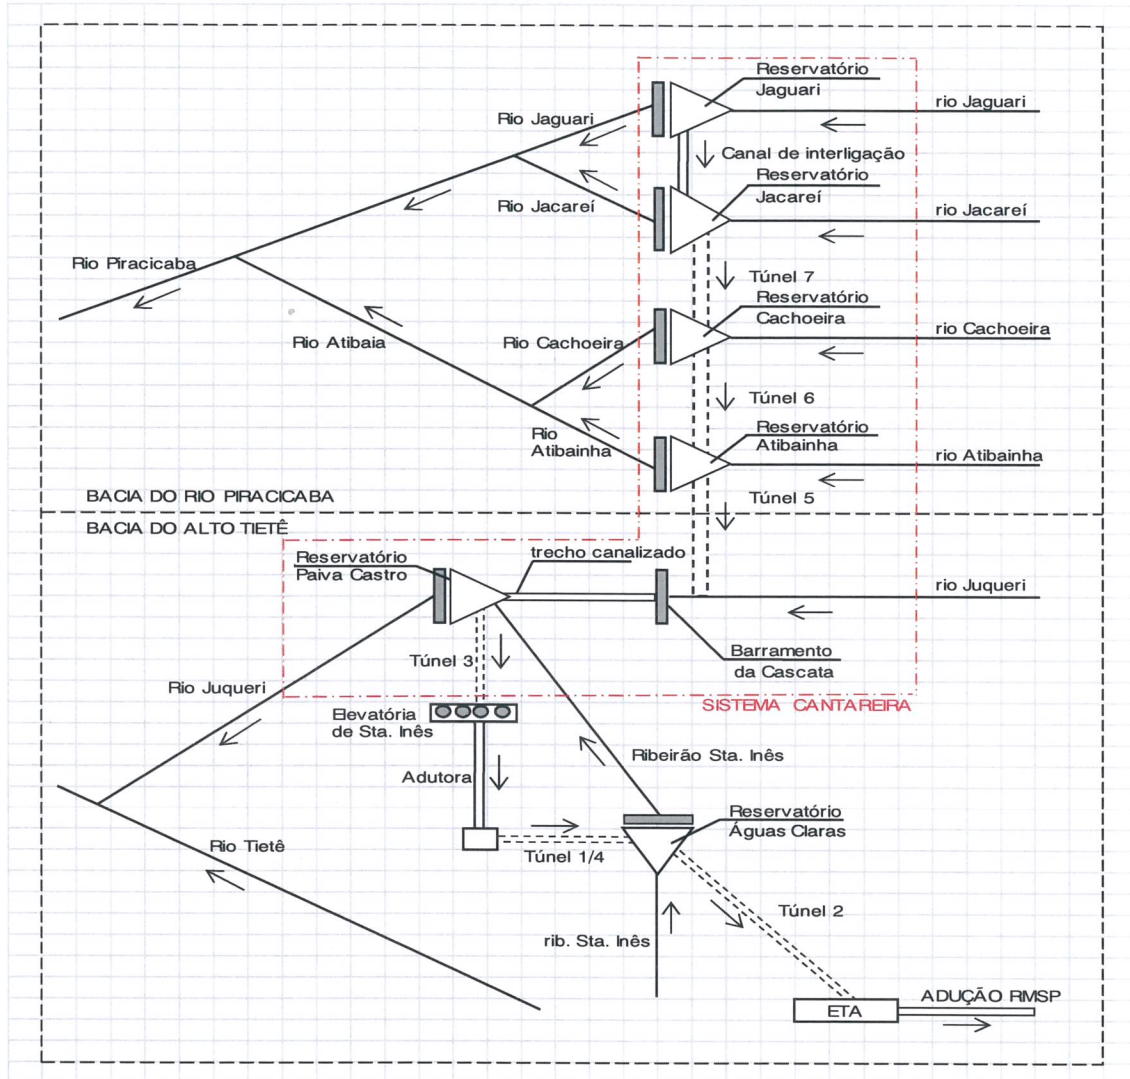 Reservatório
Jaguari
rio Jaguari
Rio Jaguari
Canal de interligação
Reservatório
Jacareí
Rio Jacareí
rio Jacareí
Rio Piracicaba
Túnel 7
Reservatório
Cachoeira
rio Cachoeira
Rio Cachoeira
Rio Atibaia
Túnel 6
Reservatório
Atibainha
Rio
Atibainha
rio Atibainha
BACIA DO RIO PIRACICABA
Túnel 5
BACIA DO ALTO TIETÊ
Reservatório
Paiva Castro
trecho canalizado
rio Juqueri
Túnel 3
Barramento
da Cascata
Rio Juqueri
SISTEMA CANTAREIRA
Elevatória
de Sta. Inês
Ribeirão Sta. Inês
Adutora
Reservatório
Águas Claras
Rio Tietê
Túnel 1/4
Túnel 2
rib. Sta. Inês
ADUÇÃO RMSP
ETA